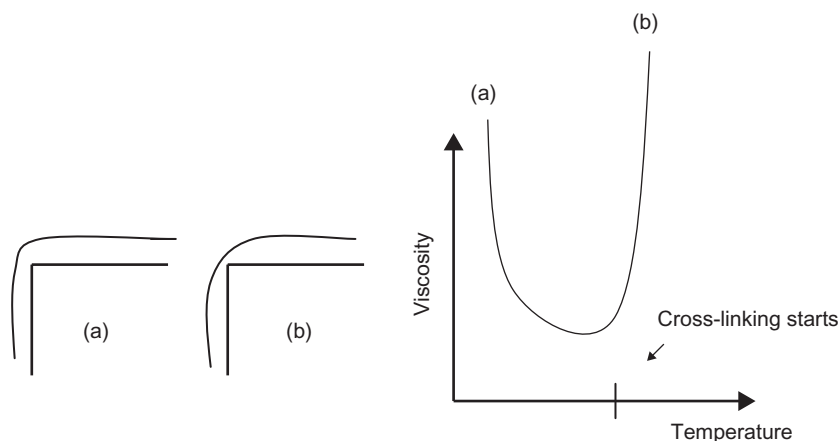 (a)
(b)
(a)
(b)
Viscosity
Cross-linking starts
Temperature